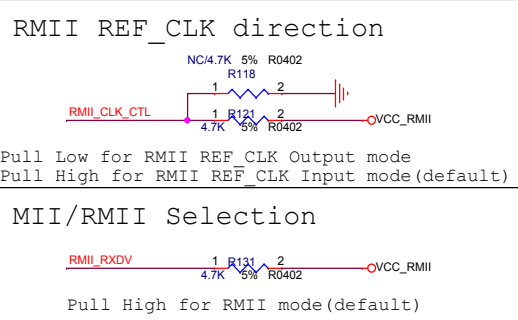 RMII REF_CLK direction
NC/4.7K 5% R0402
R118
1 2
RMII_CLK_CTL 1 R121 2 VCC_RMII
4.7K 5% R0402
Pull Low for RMII REF_CLK Output mode
Pull High for RMII REF_CLK Input mode(default)
MII/RMII Selection
RMII_RXDV 1 R131 2 VCC_RMII
4.7K 5% R0402
Pull High for RMII mode(default)